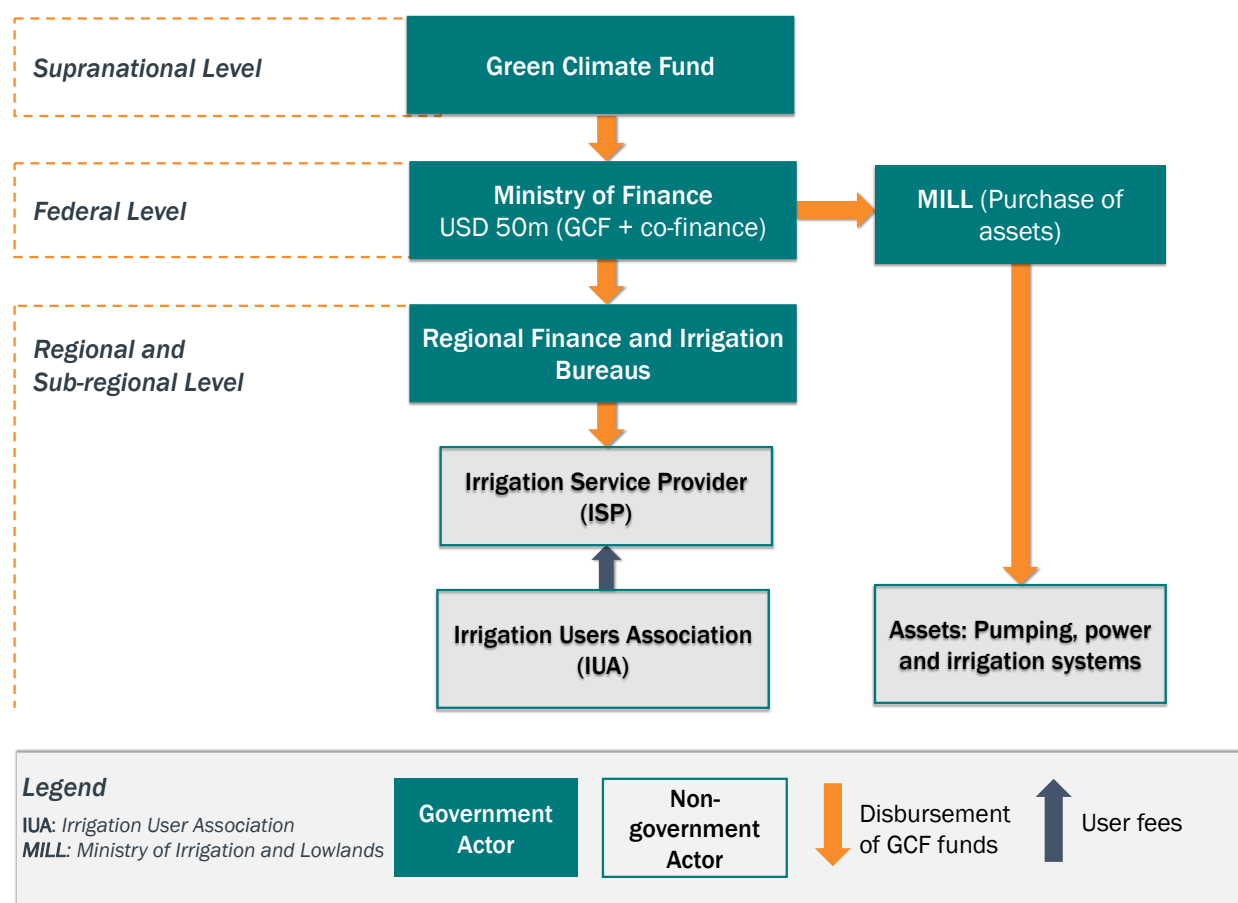 Supranational Level
Green Climate Fund
Federal Level
Ministry of Finance
USD 50m (GCF + co-finance)
MILL (Purchase of
assets)
Regional and
Sub-regional Level
Regional Finance and Irrigation
Bureaus
Irrigation Service Provider
(ISP)
Irrigation Users Association
(IUA)
Assets: Pumping, power
and irrigation systems
Legend
IUA: Irrigation User Association
MILL: Ministry of Irrigation and Lowlands
Government
Actor
Non-
government
Actor
Disbursement
of GCF funds
User fees